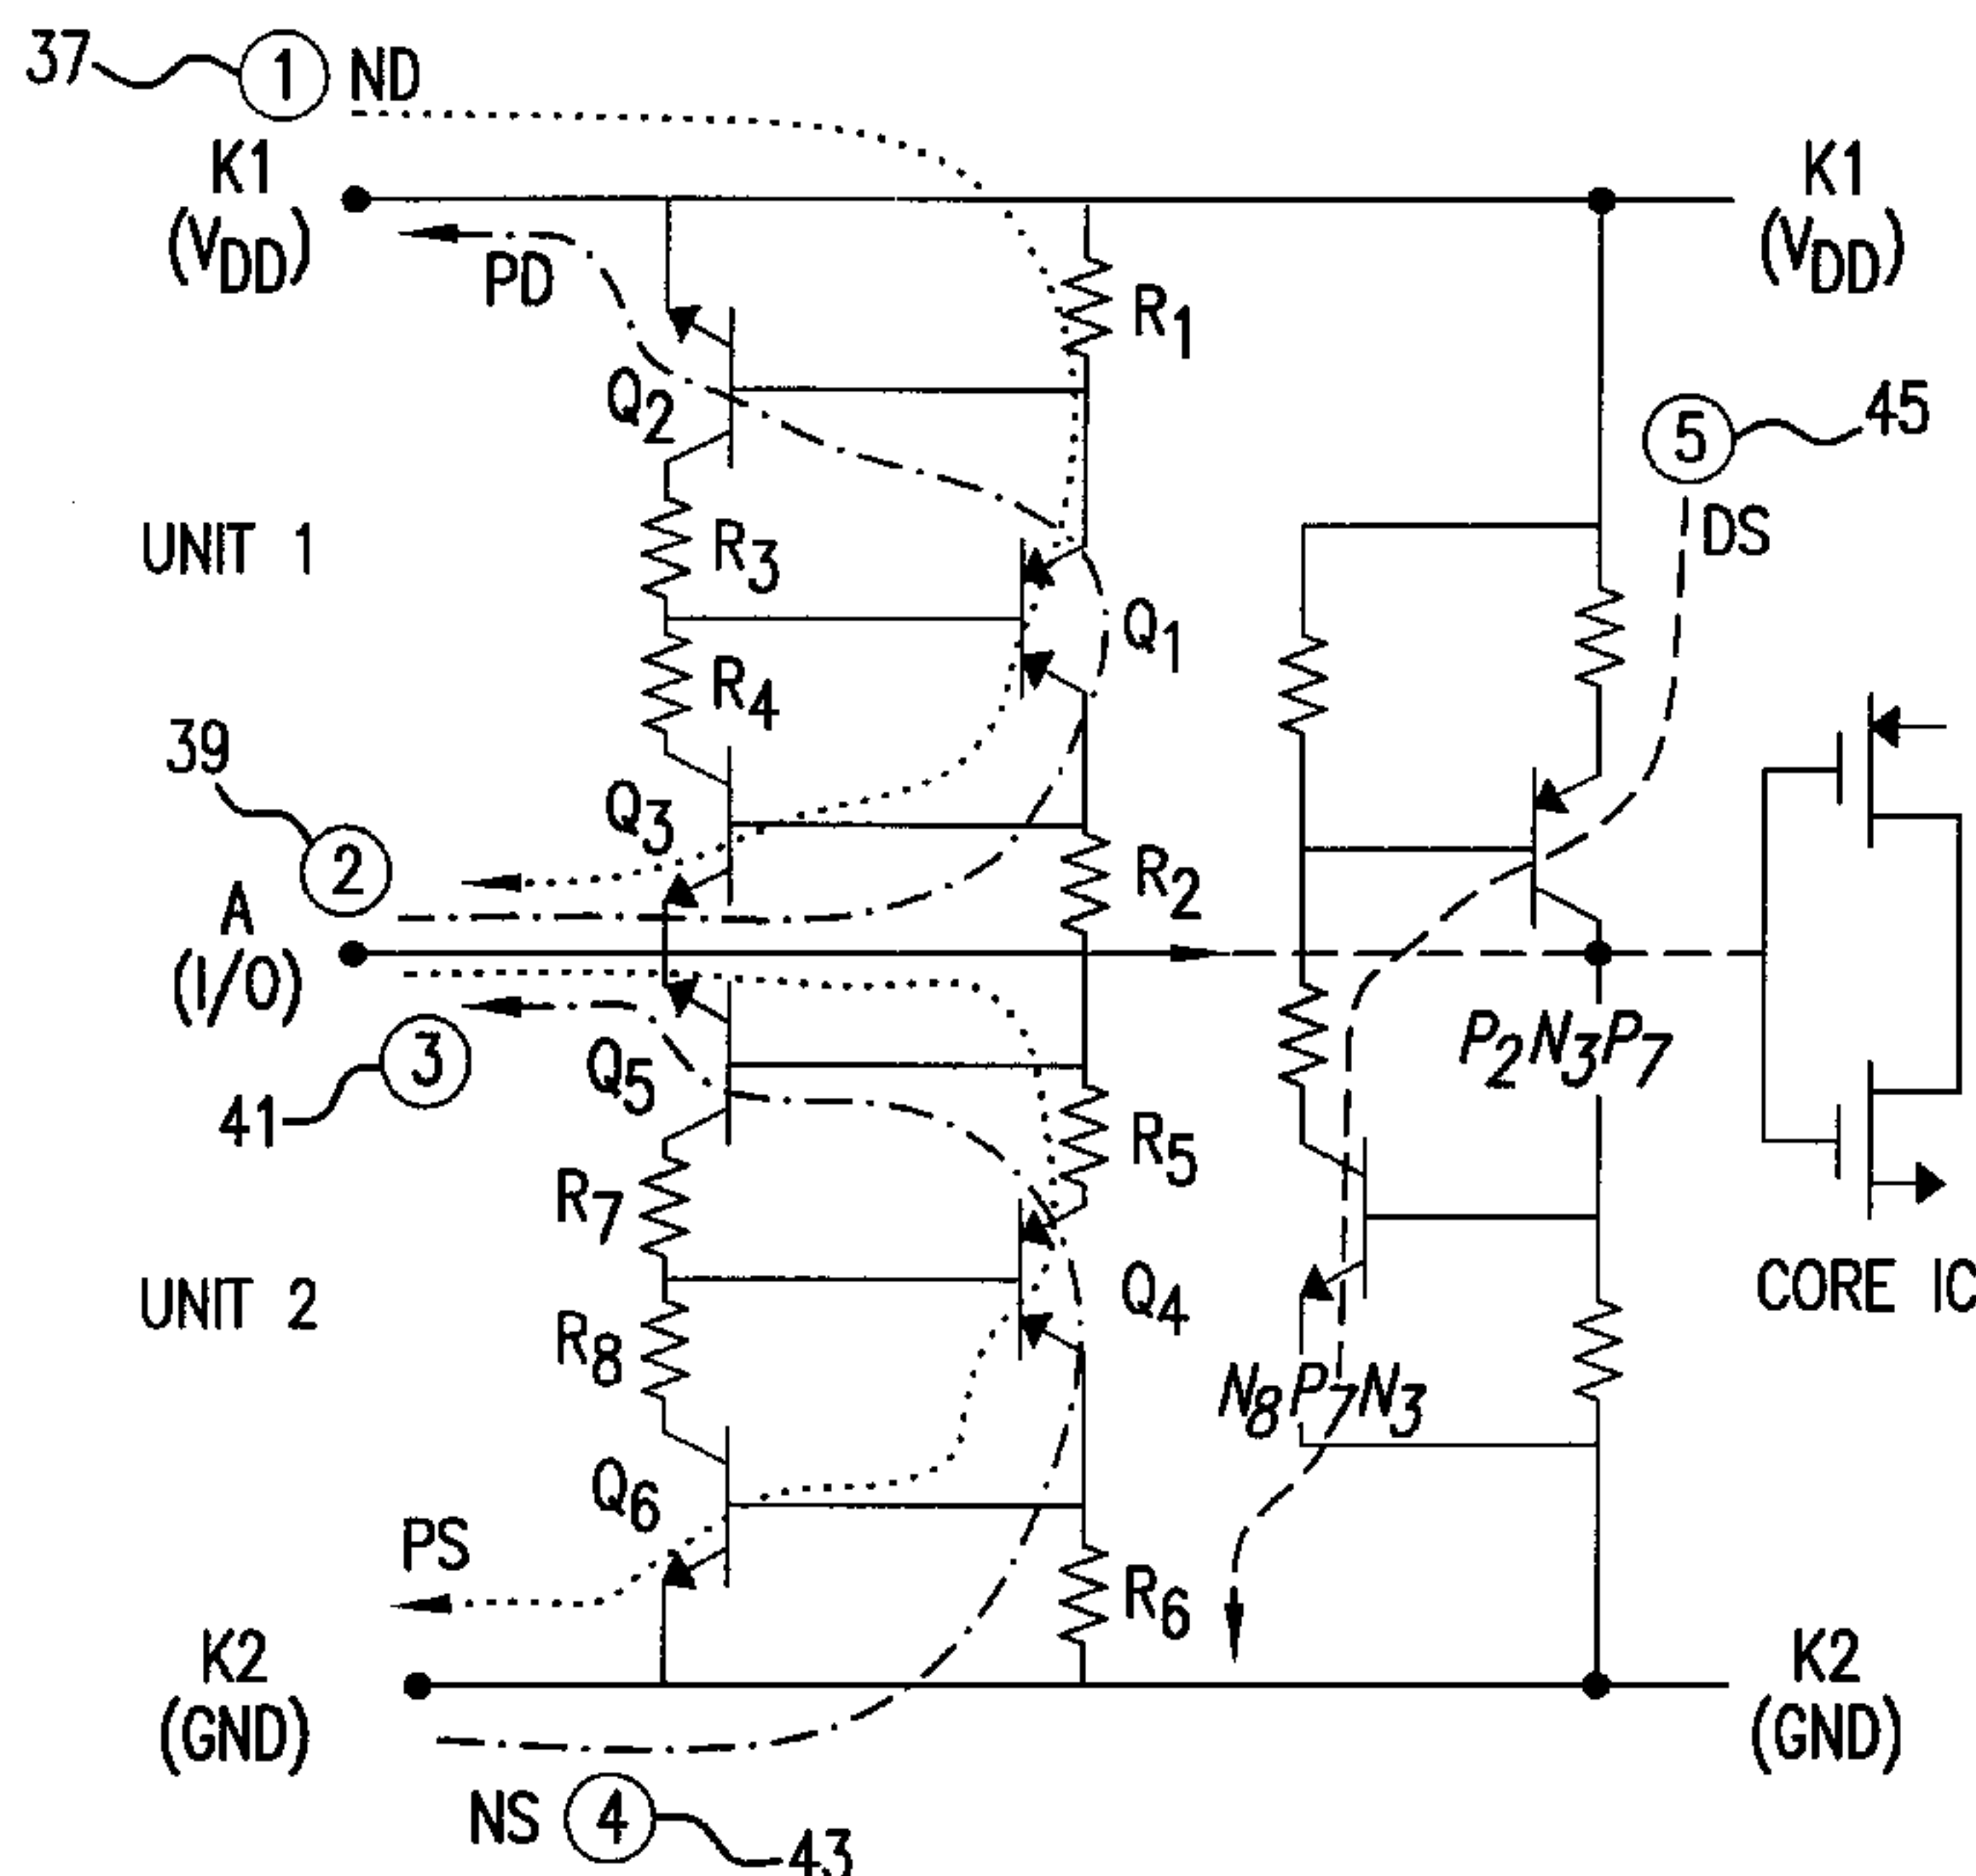 37 1 ND
K1
(VDD)
K1
(VDD)
PD
R1
Q2
5 45
DS
UNIT 1
R3
Q1
R4
39
2
Q3
R2
A
(I/O)
3
41
Q5
P2N3P7
R5
R7
UNIT 2
R8
Q4
CORE IC
N8P7N3
Q6
PS
R6
K2
(GND)
K2
(GND)
NS 4
43